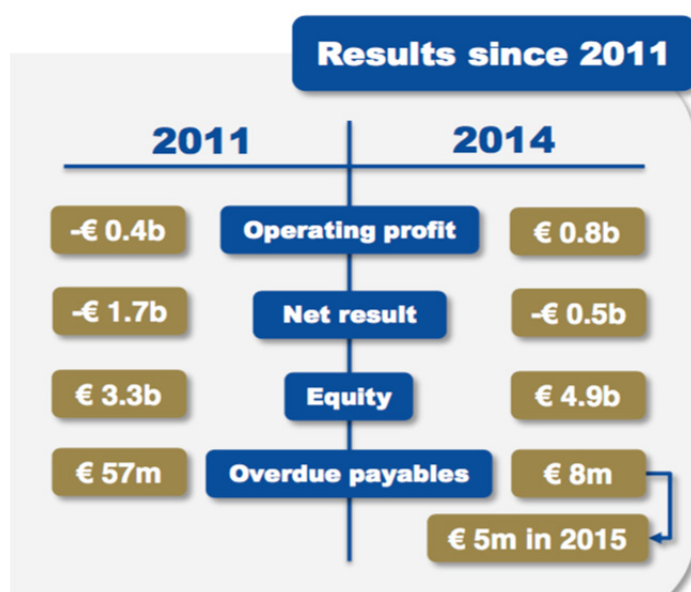 Results since 2011
2011 2014
-€ 0.4b Operating profit € 0.8b
-€ 1.7b Net result -€ 0.5b
€ 3.3b Equity € 4.9b
€ 57m Overdue payables € 8m
€ 5m in 2015